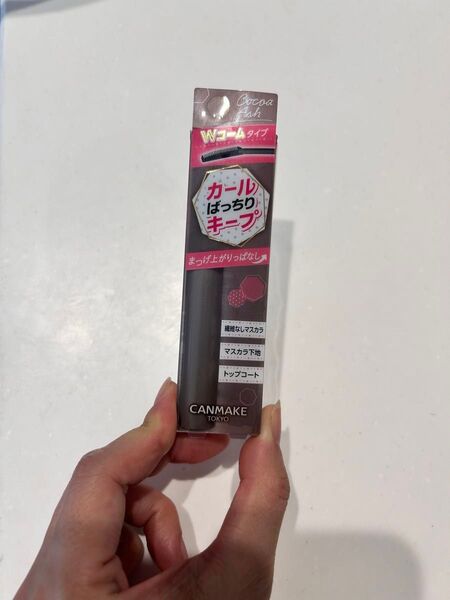 Cocoa
Ash
Wコームタイプ
カール
ばっちり
キープ
まつげ上がりっぱなし
繊維なしマスカラ
マスカラ下地
トップコート
CANMAKE
TOKYO